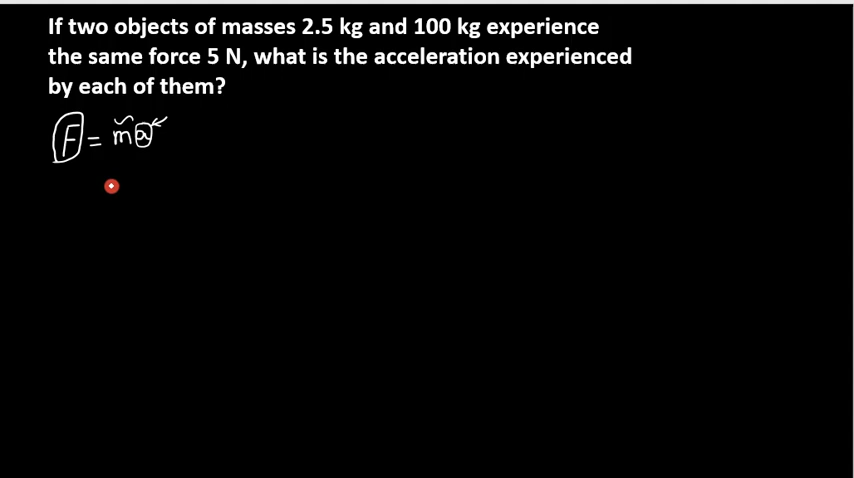 If two objects of masses 2.5 kg and 100 kg experience
the same force 5 N, what is the acceleration experienced
by each of them?
F = ma